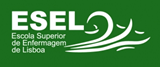 ESEL
Escola Superior
de Enfermagem
de Lisboa